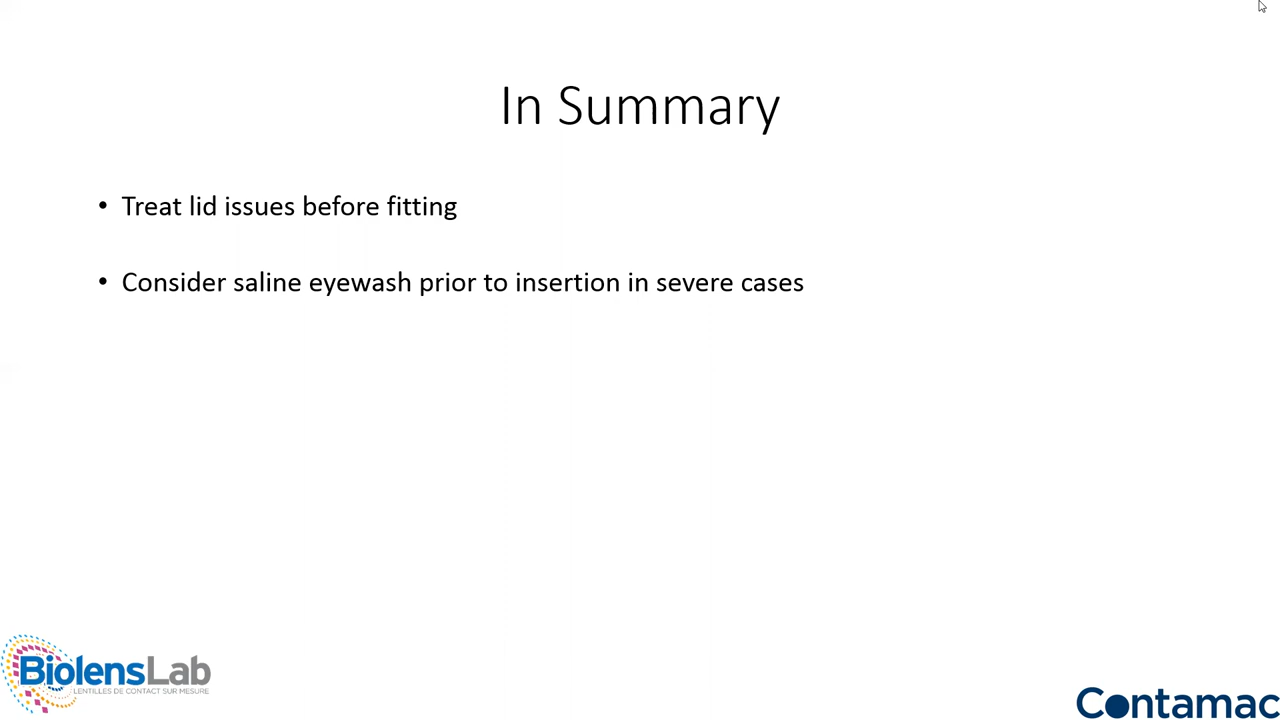 In Summary
• Treat lid issues before fitting
• Consider saline eyewash prior to insertion in severe cases
BiolensLab
LENTILLES DE CONTACT SUR MESURE
Contamac